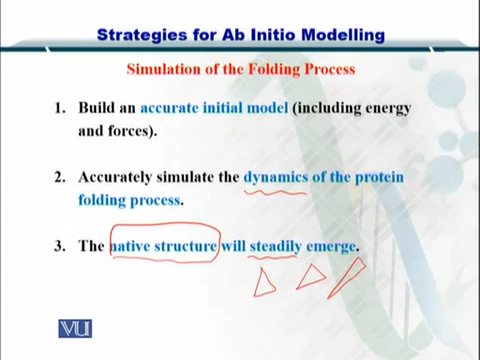 Strategies for Ab Initio Modelling
Simulation of the Folding Process
1. Build an accurate initial model (including energy
and forces).
2. Accurately simulate the dynamics of the protein
folding process.
3. The native structure will steadily emerge.
VU